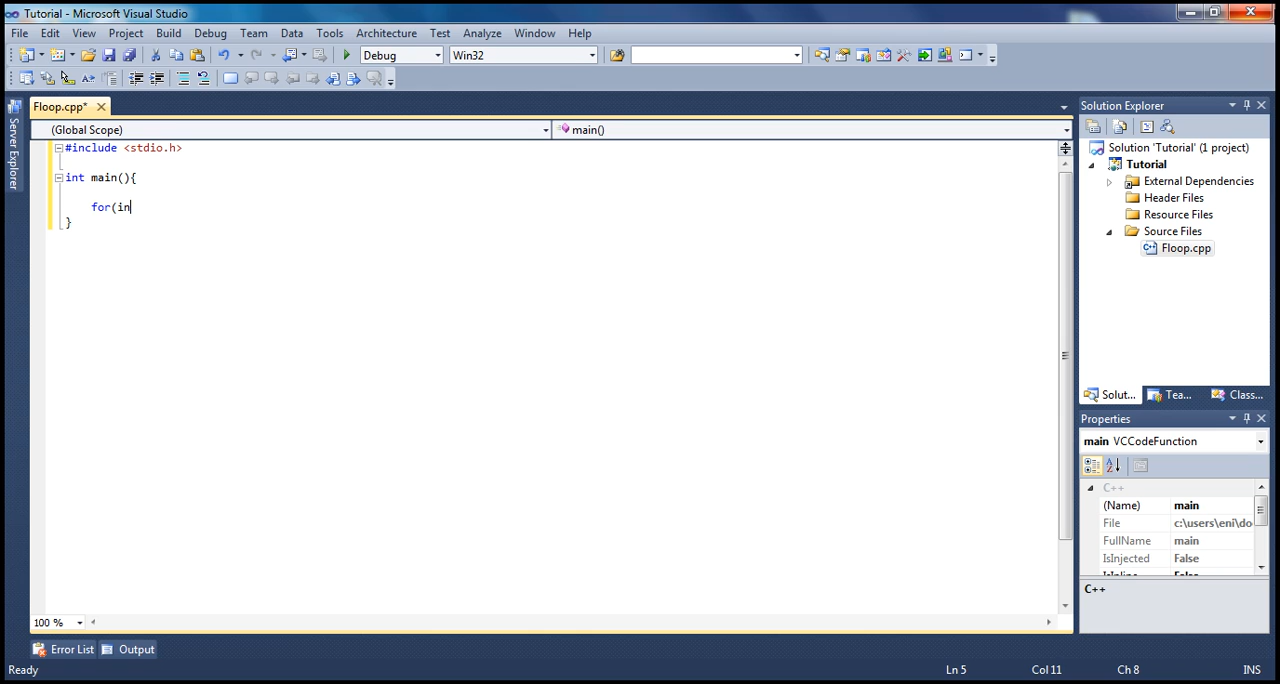 Tutorial - Microsoft Visual Studio
File Edit View Project Build Debug Team Data Tools Architecture Test Analyze Window Help
Debug Win32
Server Explorer
Floop.cpp*
(Global Scope) main()
#include <stdio.h>
int main(){
for(in
}
100 %
Solution Explorer
Solution 'Tutorial' (1 project)
Tutorial
External Dependencies
Header Files
Resource Files
Source Files
Floop.cpp
Solut... Tea... Class...
Properties
main VCCodeFunction
C++
(Name) main
File c:\users\eni\do
FullName main
IsInjected False
IsInline False
C++
Error List Output
Ready Ln 5 Col 11 Ch 8 INS